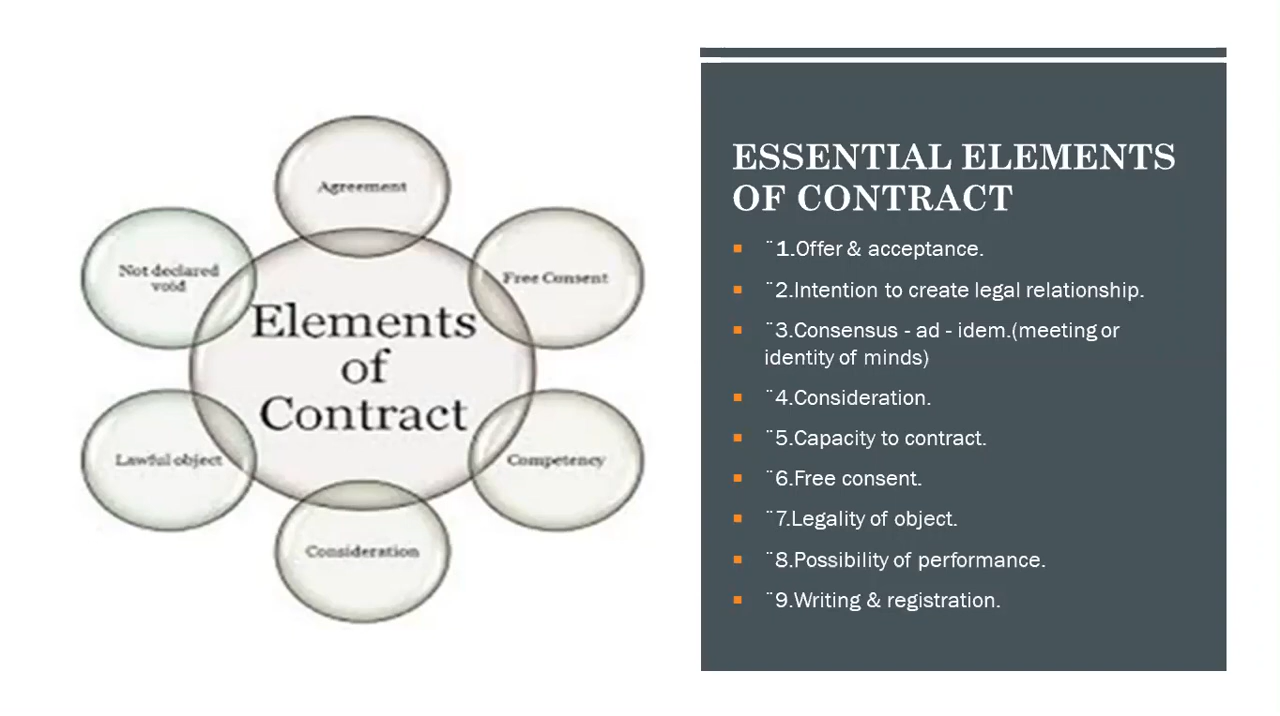 Agreement
Not declared
void
Free Consent
Elements
of
Contract
Lawful object
Competency
Consideration
ESSENTIAL ELEMENTS
OF CONTRACT
▪ ¨1.Offer & acceptance.
▪ ¨2.Intention to create legal relationship.
▪ ¨3.Consensus - ad - idem.(meeting or
identity of minds)
▪ ¨4.Consideration.
▪ ¨5.Capacity to contract.
▪ ¨6.Free consent.
▪ ¨7.Legality of object.
▪ ¨8.Possibility of performance.
▪ ¨9.Writing & registration.